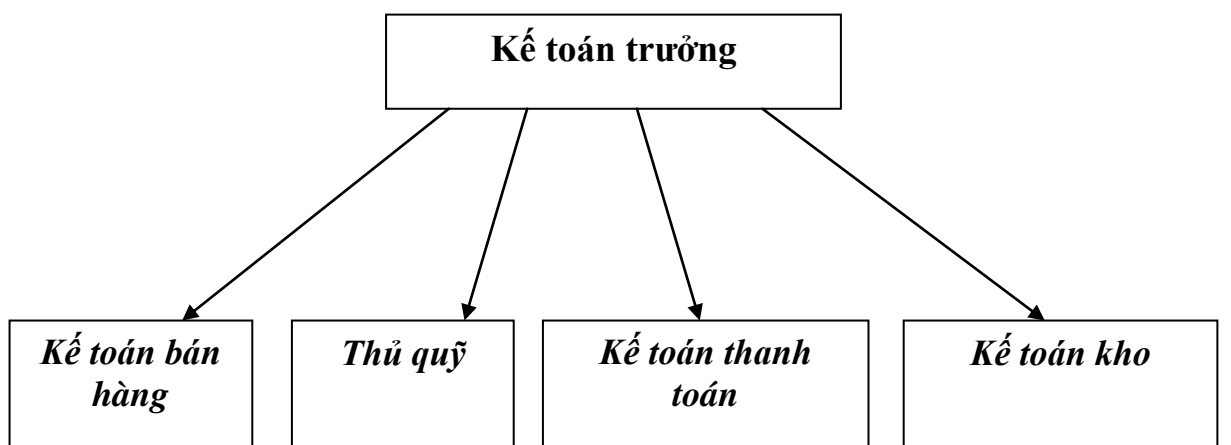 Kế toán trưởng
Kế toán bán
hàng
Thủ quỹ
Kế toán thanh
toán
Kế toán kho